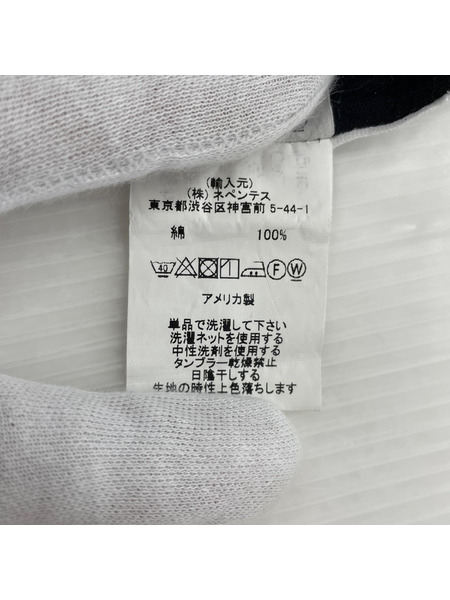 (輸入元)
(株) ネペンテス
東京都渋谷区神宮前 5-44-1
綿 100%
40 F W
アメリカ製
単品で洗濯して下さい
洗濯ネットを使用する
中性洗剤を使用する
タンブラー乾燥禁止
日陰干しする
生地の特性上色落ちします